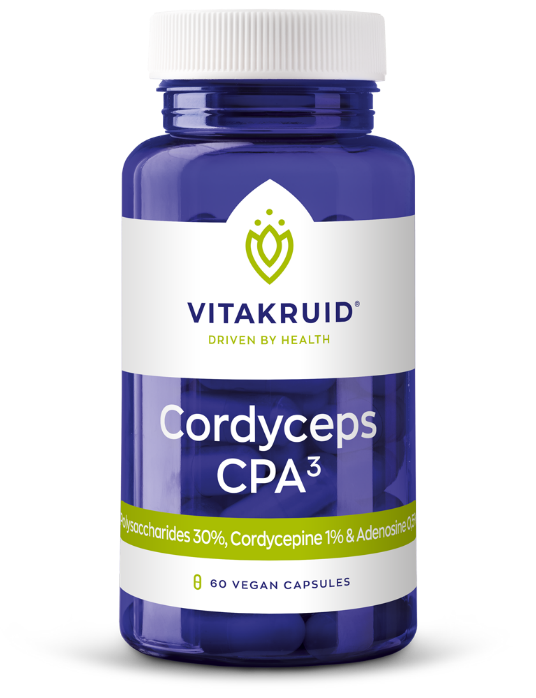 VITAKRUID®
DRIVEN BY HEALTH
Cordyceps
CPA³
Polysaccharides 30%, Cordycepine 1% & Adenosine
60 VEGAN CAPSULES